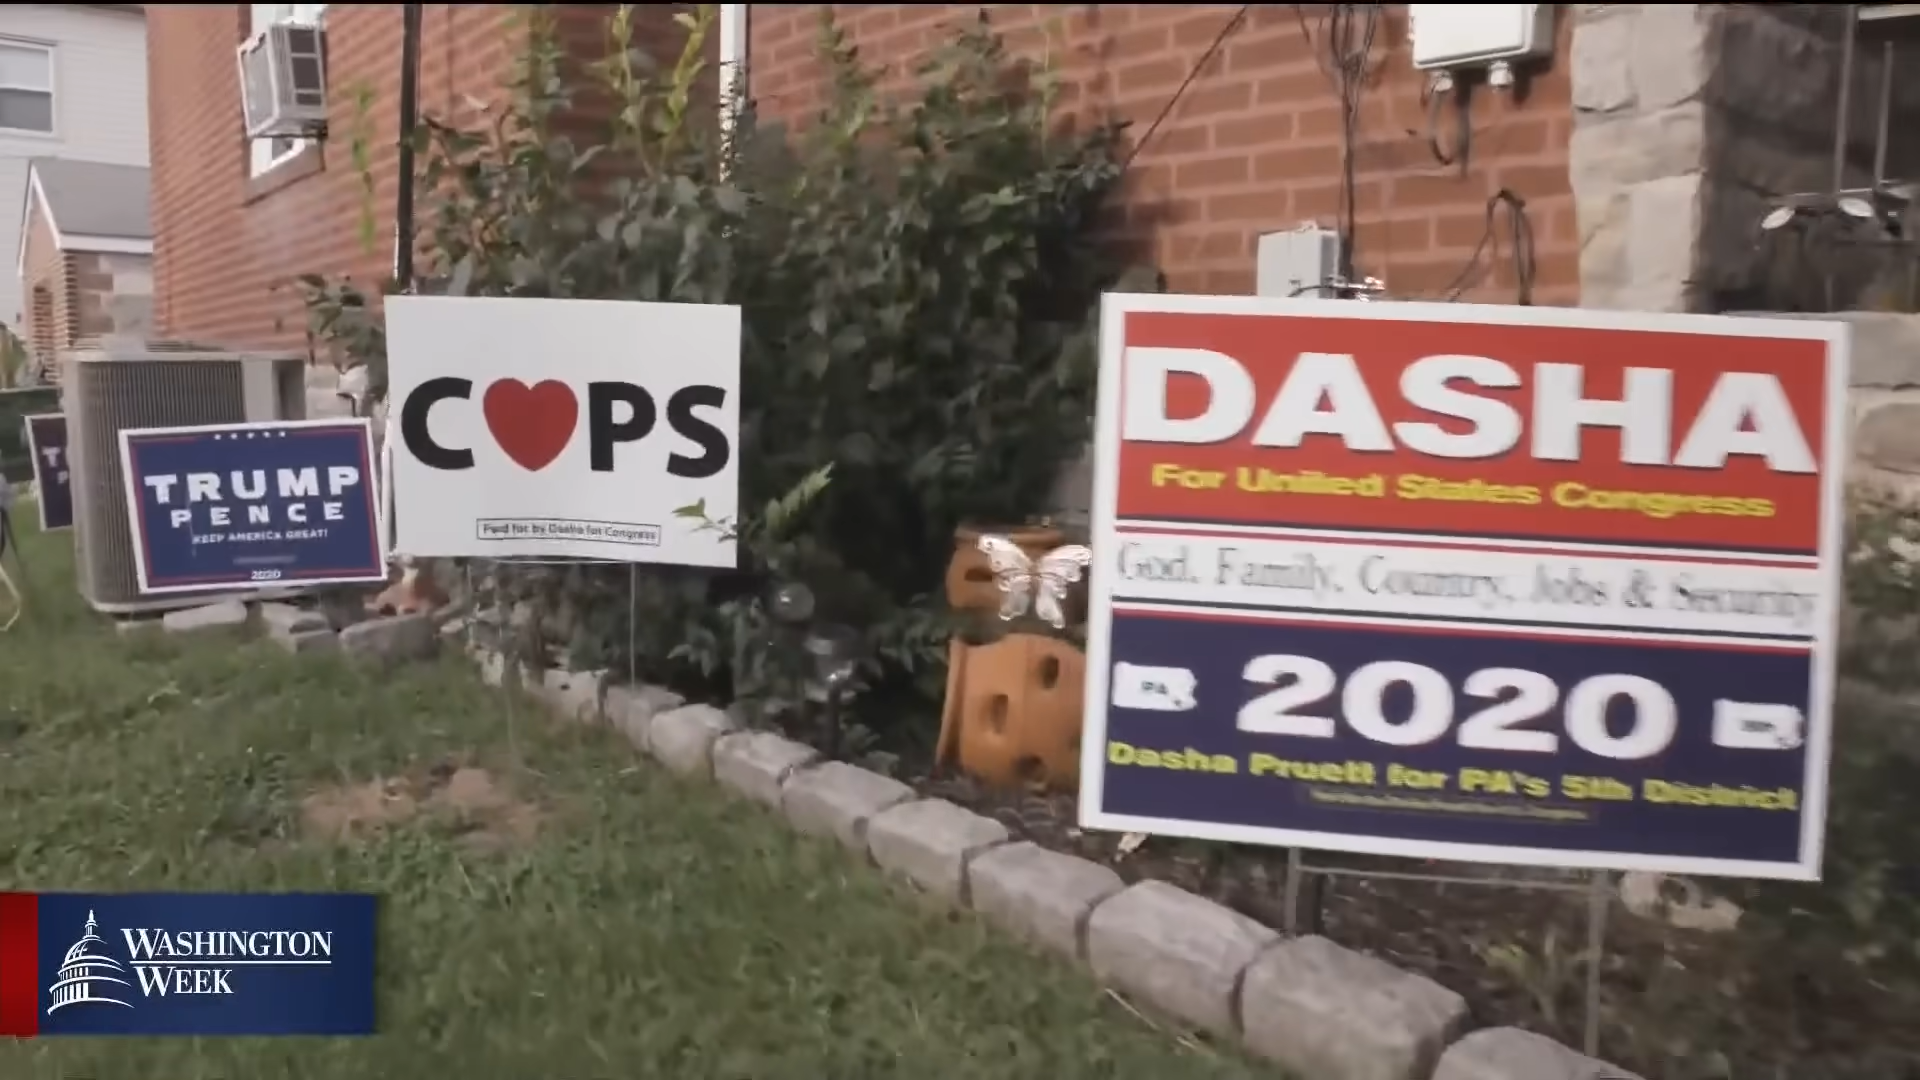 T
P
TRUMP
PENCE
KEEP AMERICA GREAT!
2020
C PS
Paid for by Dasha for Congress
DASHA
For United States Congress
God, Family, Country, Jobs & Security
PA
2020
Dasha Pruett for PA's 5th District
WASHINGTON
WEEK